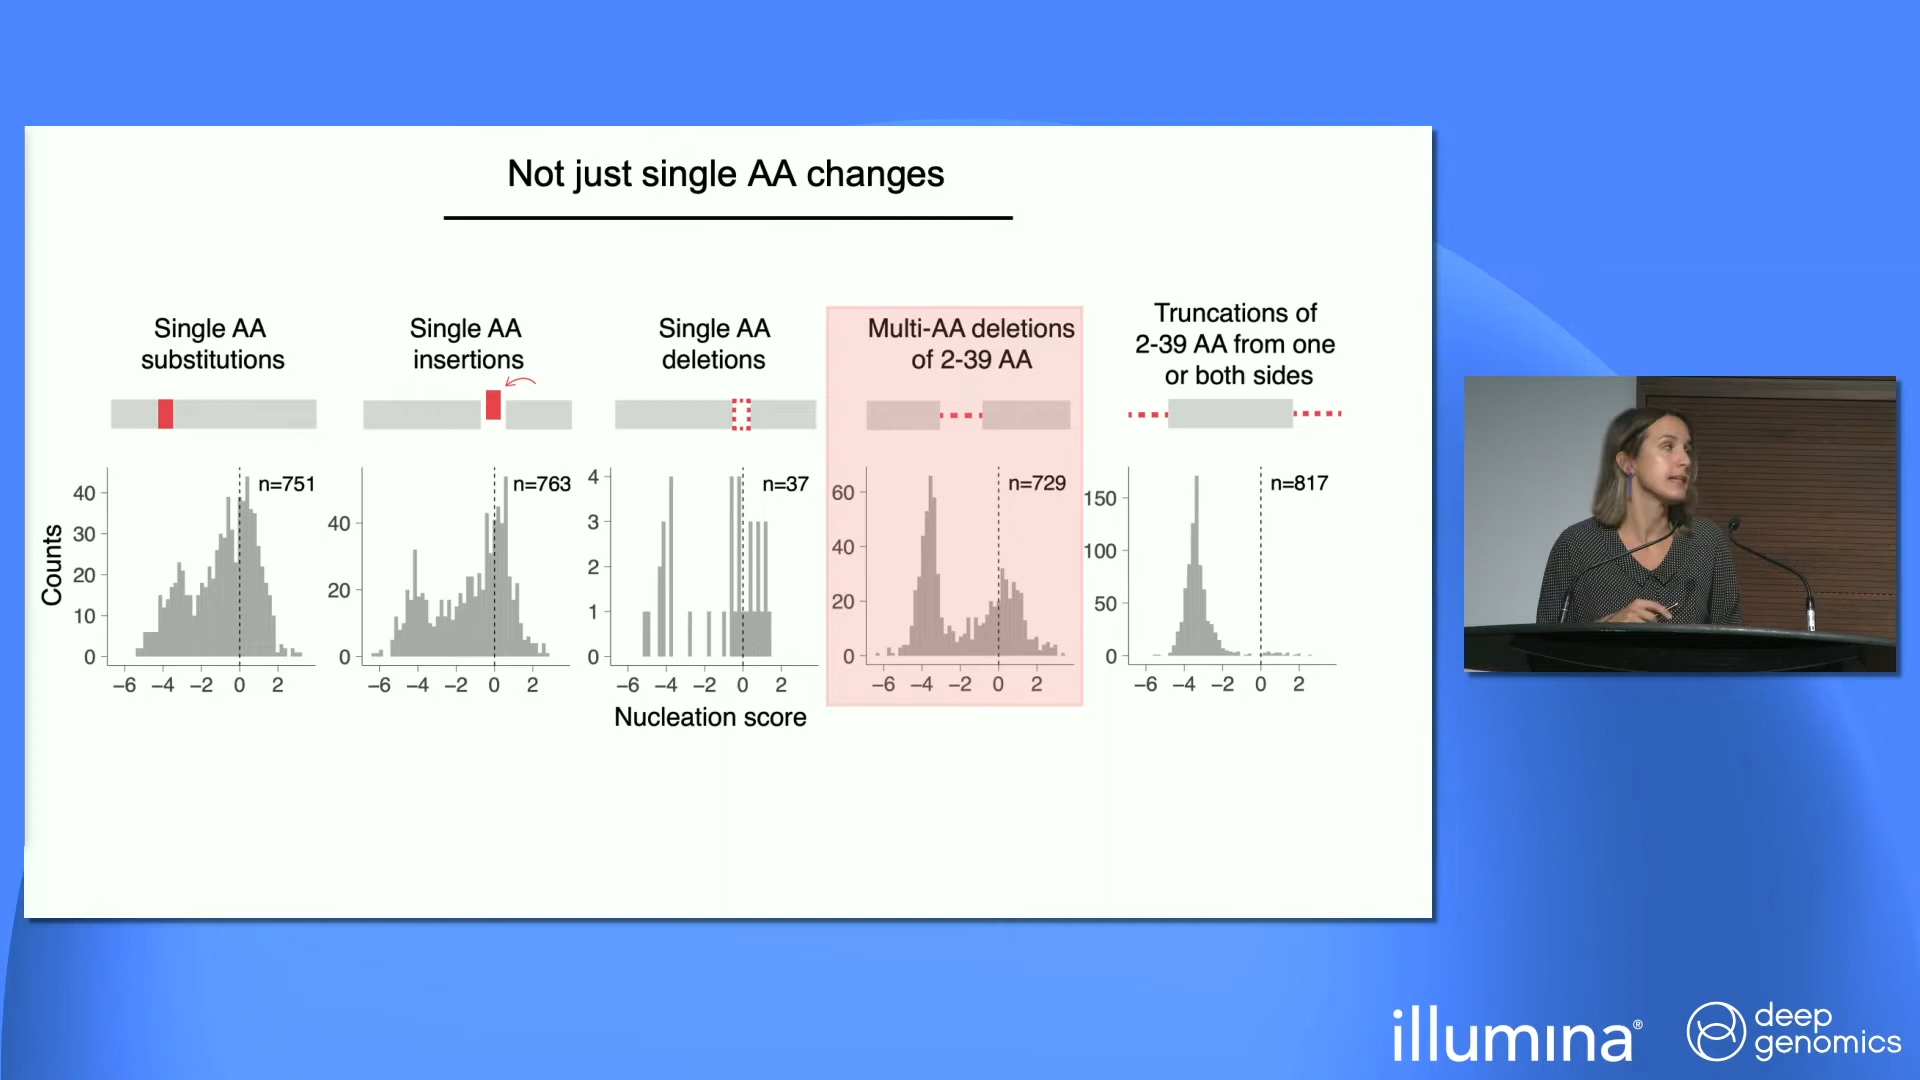 Not just single AA changes
Single AA
substitutions
Single AA
insertions
Single AA
deletions
Multi-AA deletions
of 2-39 AA
Truncations of
2-39 AA from one
or both sides
Counts
n=751
40
30
20
10
0
−6 −4 −2 0 2
n=763
40
20
0
−6 −4 −2 0 2
n=37
4
3
2
1
0
−6 −4 −2 0 2
n=729
60
40
20
0
−6 −4 −2 0 2
n=817
150
100
50
0
−6 −4 −2 0 2
Nucleation score
illumına®
deep
genomics